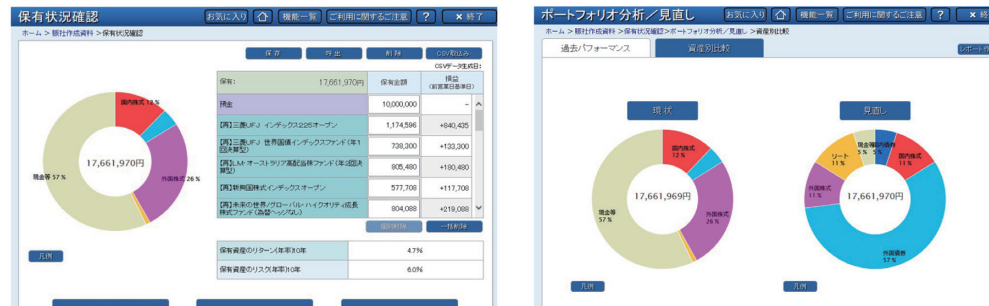 保有状況確認
お気に入り
機能一覧
ご利用に関するご注意
?
×終了
ホーム > 販社作成資料 >保有状況確認
保存
呼出
削除
CSV取込み
CSVデータ生成日:
保有: 17,661,970円
保有金額
損益
(前営業日基準日)
預金 10,000,000 -
【再】三菱UFJ インデックス225オープン 1,174,596 +840,435
【再】三菱UFJ 世界国債インデックスファンド(年1回決算型) 738,300 +133,300
【再】LM・オーストラリア高配当株ファンド(年2回決算型) 805,480 +180,480
【再】新興国株式インデックスオープン 577,708 +117,708
【再】未来の世界/グローバル・ハイクオリティ成長株式ファンド(為替ヘッジなし) 804,088 +219,088
個別削除
一括削除
国内株式 12%
17,661,970円
現金等 57%
外国株式 26%
凡例
保有資産のリターン(年率)10年 4.7%
保有資産のリスク(年率)10年 6.0%
ポートフォリオ分析/見直し
お気に入り
機能一覧
ご利用に関するご注意
?
×終
ホーム > 販社作成資料 >保有状況確認>ポートフォリオ分析/見直し >資産別比較
過去パフォーマンス
資産別比較
現状
見直し
国内株式
12%
17,661,969円
現金等
57%
外国株式
26%
凡例
現金等
5%
国内債券
5%
国内株式
11%
リート
11%
外国株式
11%
17,661,970円
外国債券
57%
凡例